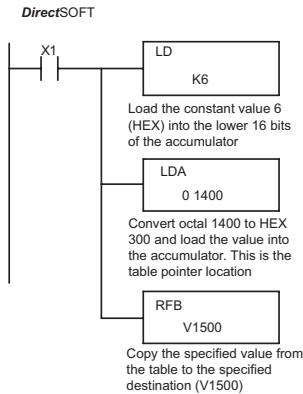 DirectSOFT
X1
LD
K6
Load the constant value 6
(HEX) into the lower 16 bits
of the accumulator
LDA
0 1400
Convert octal 1400 to HEX
300 and load the value into
the accumulator. This is the
table pointer location
RFB
V1500
Copy the specified value from
the table to the specified
destination (V1500)